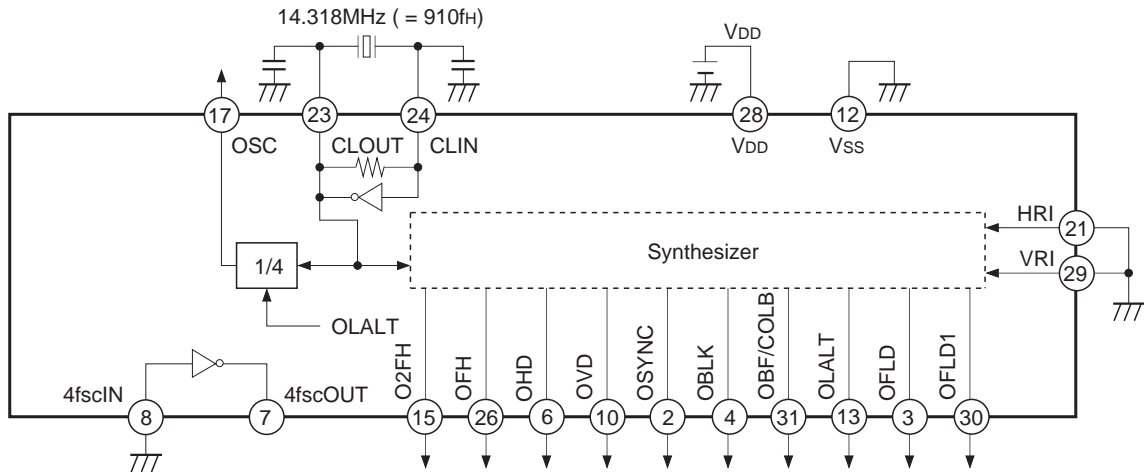 14.318MHz ( = 910fH)
VDD
17
23
24
28
12
OSC
CLOUT
CLIN
VDD
VSS
HRI
21
Synthesizer
1/4
VRI
29
OLALT
O2FH
OFH
OHD
OVD
OSYNC
OBLK
OBF/COLB
OLALT
OFLD
OFLD1
4fscIN
4fscOUT
8
7
15
26
6
10
2
4
31
13
3
30